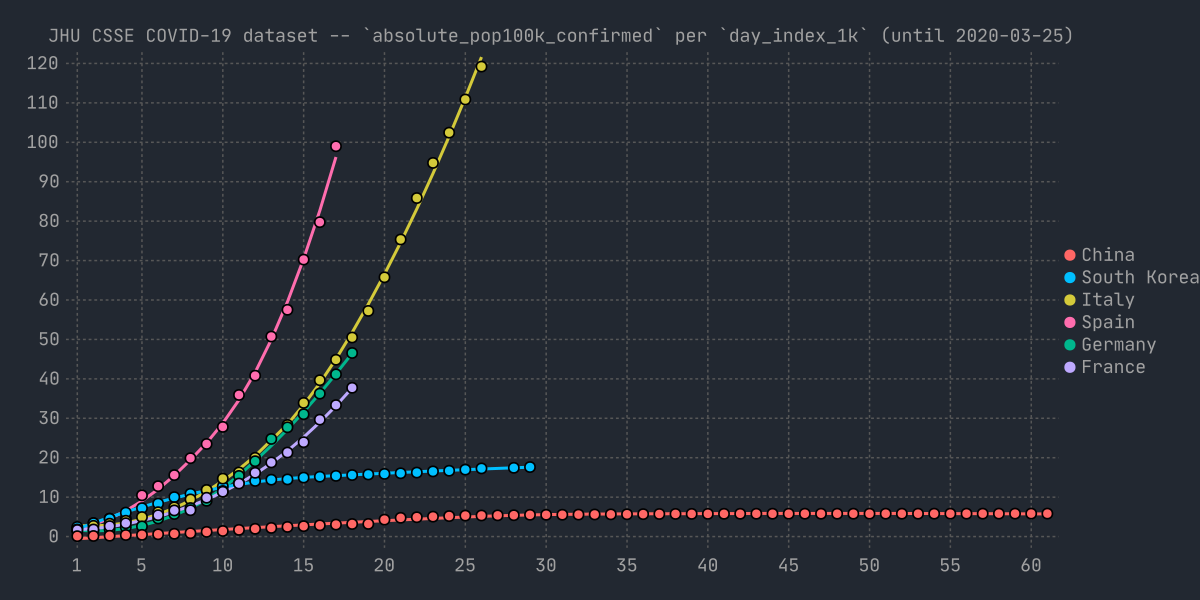 JHU CSSE COVID-19 dataset -- `absolute_pop100k_confirmed` per `day_index_1k` (until 2020-03-25)
120
110
100
90
80
70
60
50
40
30
20
10
0
1 5 10 15 20 25 30 35 40 45 50 55 60
China
South Korea
Italy
Spain
Germany
France